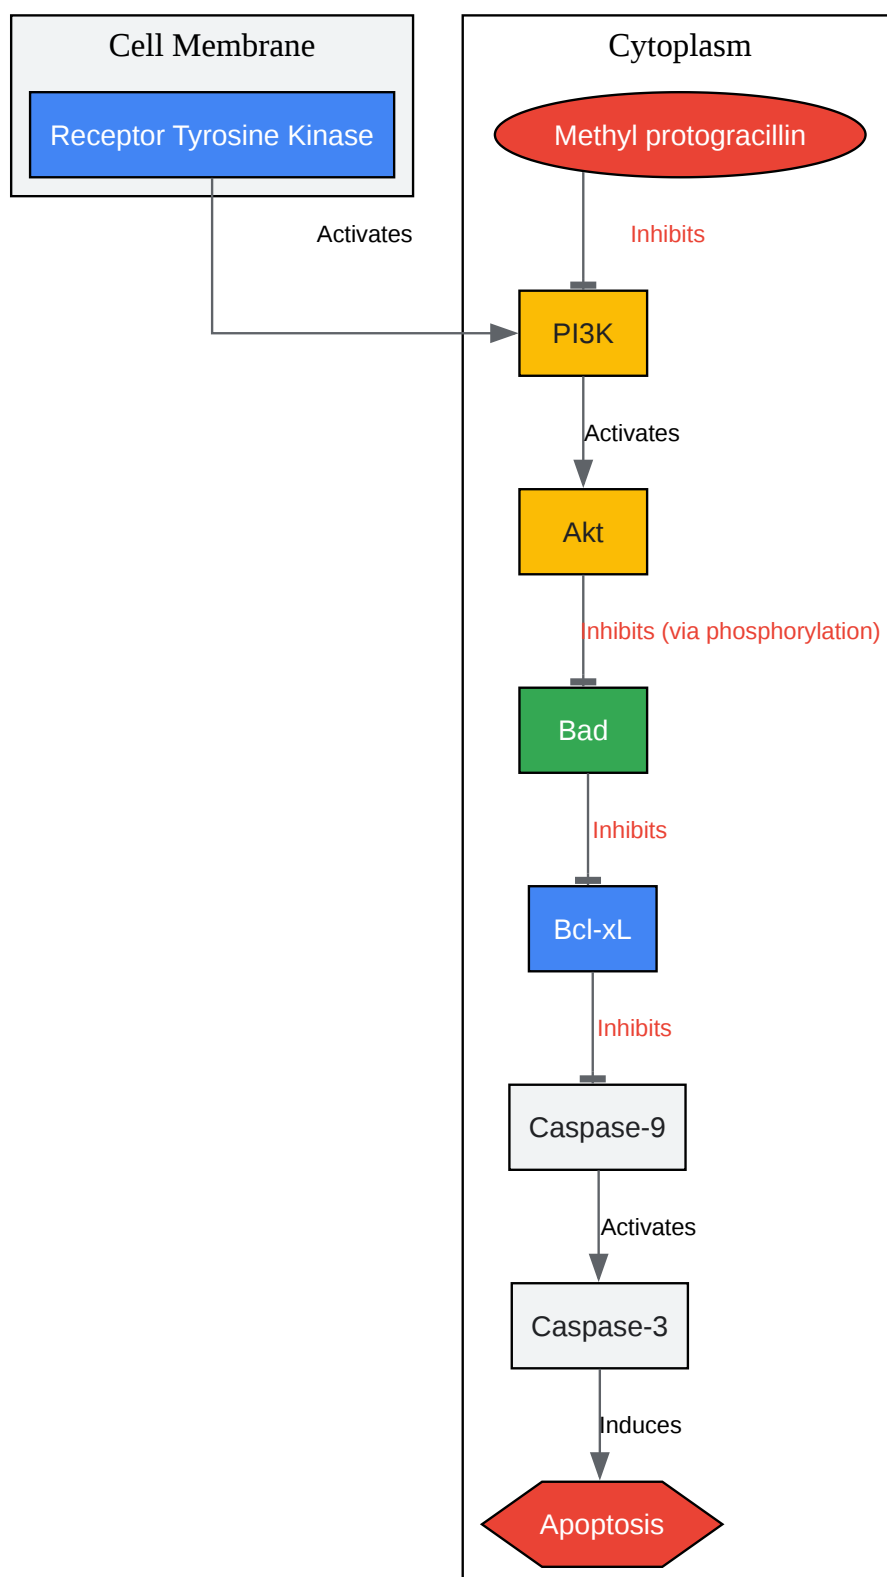 Cell Membrane
Cytoplasm
Receptor Tyrosine Kinase
Methyl protogracillin
Activates
Inhibits
PI3K
Activates
Akt
Inhibits (via phosphorylation)
Bad
Inhibits
Bcl-xL
Inhibits
Caspase-9
Activates
Caspase-3
Induces
Apoptosis